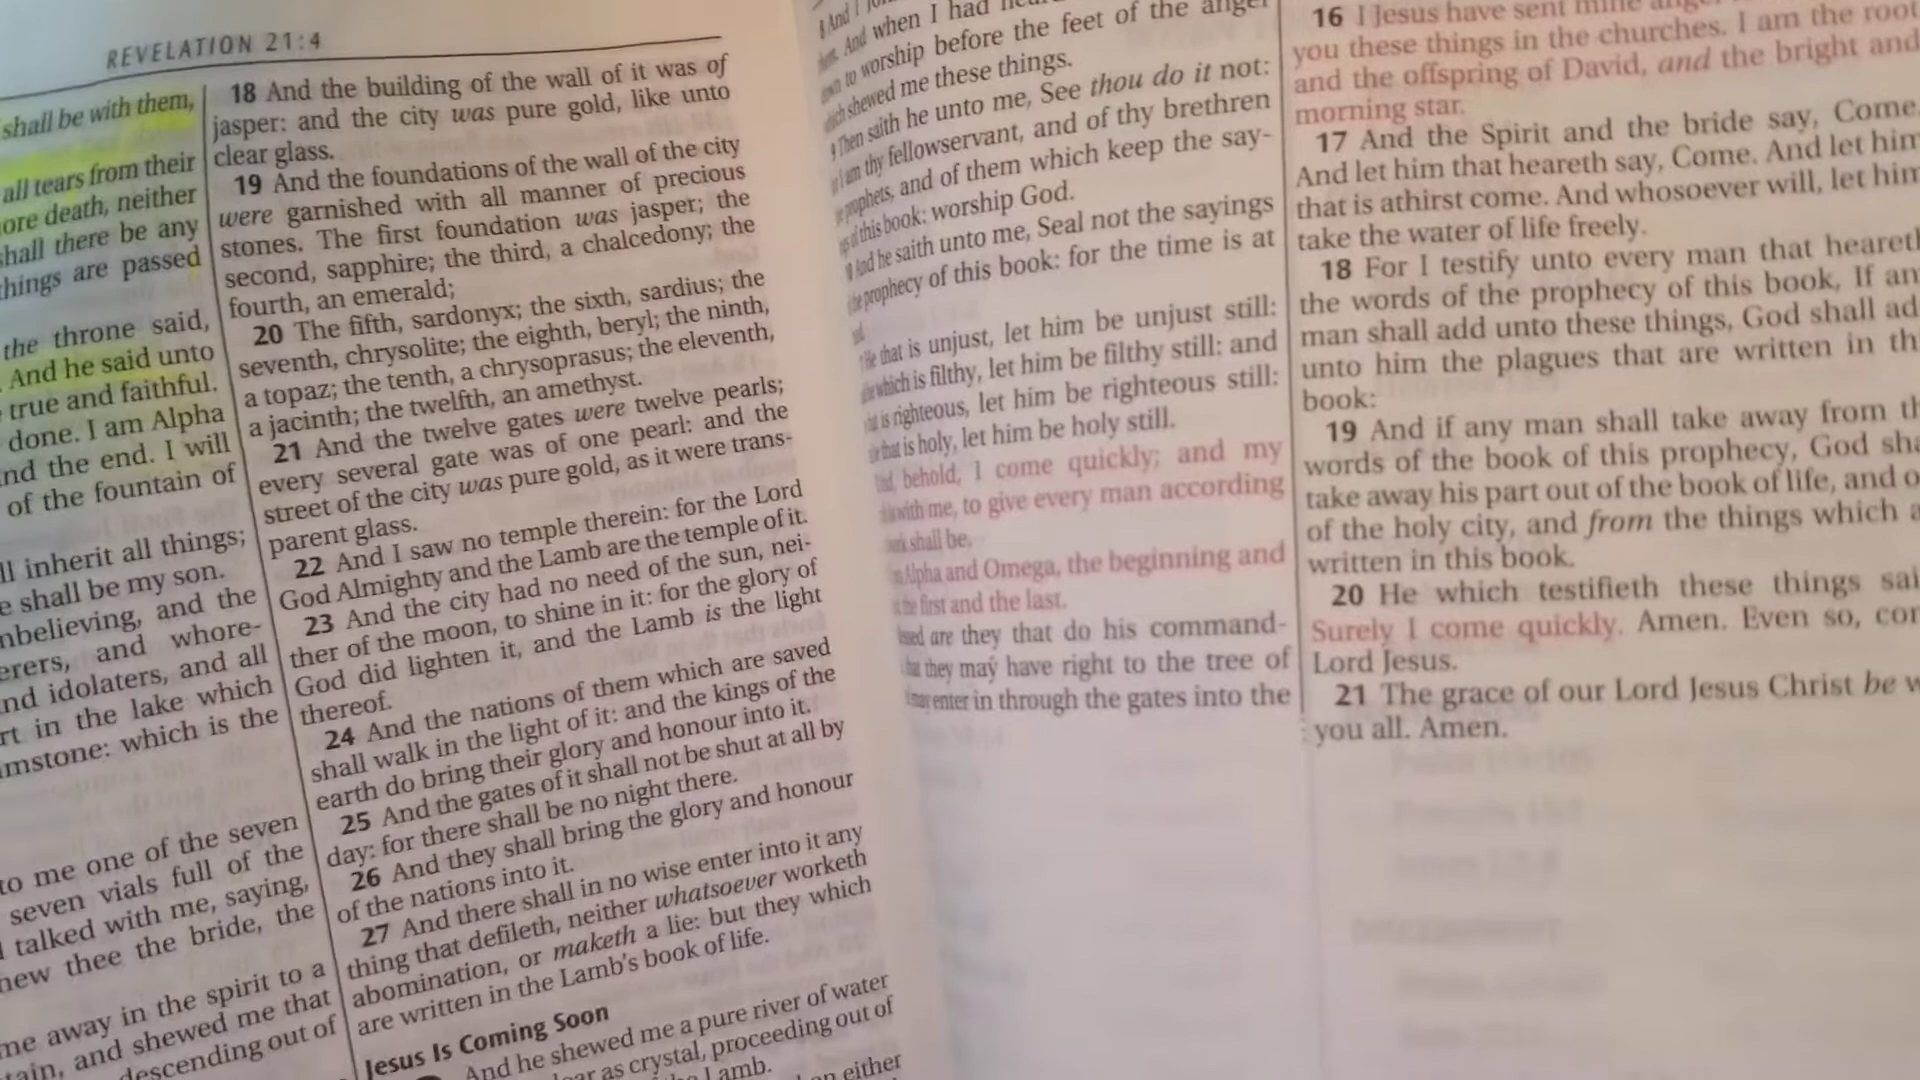 REVELATION 21:4
shall be with them,
all tears from their
ore death, neither
shall there be any
things are passed
the throne said,
And he said unto
true and faithful.
done. I am Alpha
nd the end. I will
of the fountain of
ll inherit all things;
e shall be my son.
nbelieving, and the
erers, and whore-
nd idolaters, and all
rt in the lake which
mstone: which is the
to me one of the seven
seven vials full of the
talked with me, saying,
hew thee the bride, the
me away in the spirit to a
tain, and shewed me that
descending out of
18 And the building of the wall of it was of
jasper: and the city was pure gold, like unto
clear glass.
19 And the foundations of the wall of the city
were garnished with all manner of precious
stones. The first foundation was jasper; the
second, sapphire; the third, a chalcedony; the
fourth, an emerald;
20 The fifth, sardonyx; the sixth, sardius; the
seventh, chrysolite; the eighth, beryl; the ninth,
a topaz; the tenth, a chrysoprasus; the eleventh,
a jacinth; the twelfth, an amethyst.
21 And the twelve gates were twelve pearls;
every several gate was of one pearl: and the
street of the city was pure gold, as it were trans-
parent glass.
22 And I saw no temple therein: for the Lord
God Almighty and the Lamb are the temple of it.
23 And the city had no need of the sun, nei-
ther of the moon, to shine in it: for the glory of
God did lighten it, and the Lamb is the light
thereof.
24 And the nations of them which are saved
shall walk in the light of it: and the kings of the
earth do bring their glory and honour into it.
25 And the gates of it shall not be shut at all by
day: for there shall be no night there.
26 And they shall bring the glory and honour
of the nations into it.
27 And there shall in no wise enter into it any
thing that defileth, neither whatsoever worketh
abomination, or maketh a lie: but they which
are written in the Lamb's book of life.
Jesus Is Coming Soon
And he shewed me a pure river of water
as crystal, proceeding out of
Lamb.
either
8 And I
And when I had
to worship before the feet of the angel
shewed me these things.
9 Then saith he unto me, See thou do it not:
I am thy fellowservant, and of thy brethren
prophets, and of them which keep the say-
this book: worship God.
And he saith unto me, Seal not the sayings
prophecy of this book: for the time is at
He that is unjust, let him be unjust still:
which is filthy, let him be filthy still: and
is righteous, let him be righteous still:
that is holy, let him be holy still.
behold, I come quickly; and my
with me, to give every man according
shall be.
Alpha and Omega, the beginning and
the first and the last.
are they that do his command-
they may have right to the tree of
enter in through the gates into the
16 I Jesus have sent mine
you these things in the churches. I am the root
and the offspring of David, and the bright and
morning star.
17 And the Spirit and the bride say, Come.
And let him that heareth say, Come. And let him
that is athirst come. And whosoever will, let him
take the water of life freely.
18 For I testify unto every man that heareth
the words of the prophecy of this book, If an
man shall add unto these things, God shall ad
unto him the plagues that are written in th
book:
19 And if any man shall take away from th
words of the book of this prophecy, God sha
take away his part out of the book of life, and o
of the holy city, and from the things which a
written in this book.
20 He which testifieth these things sai
Surely I come quickly. Amen. Even so, con
Lord Jesus.
21 The grace of our Lord Jesus Christ be w
you all. Amen.